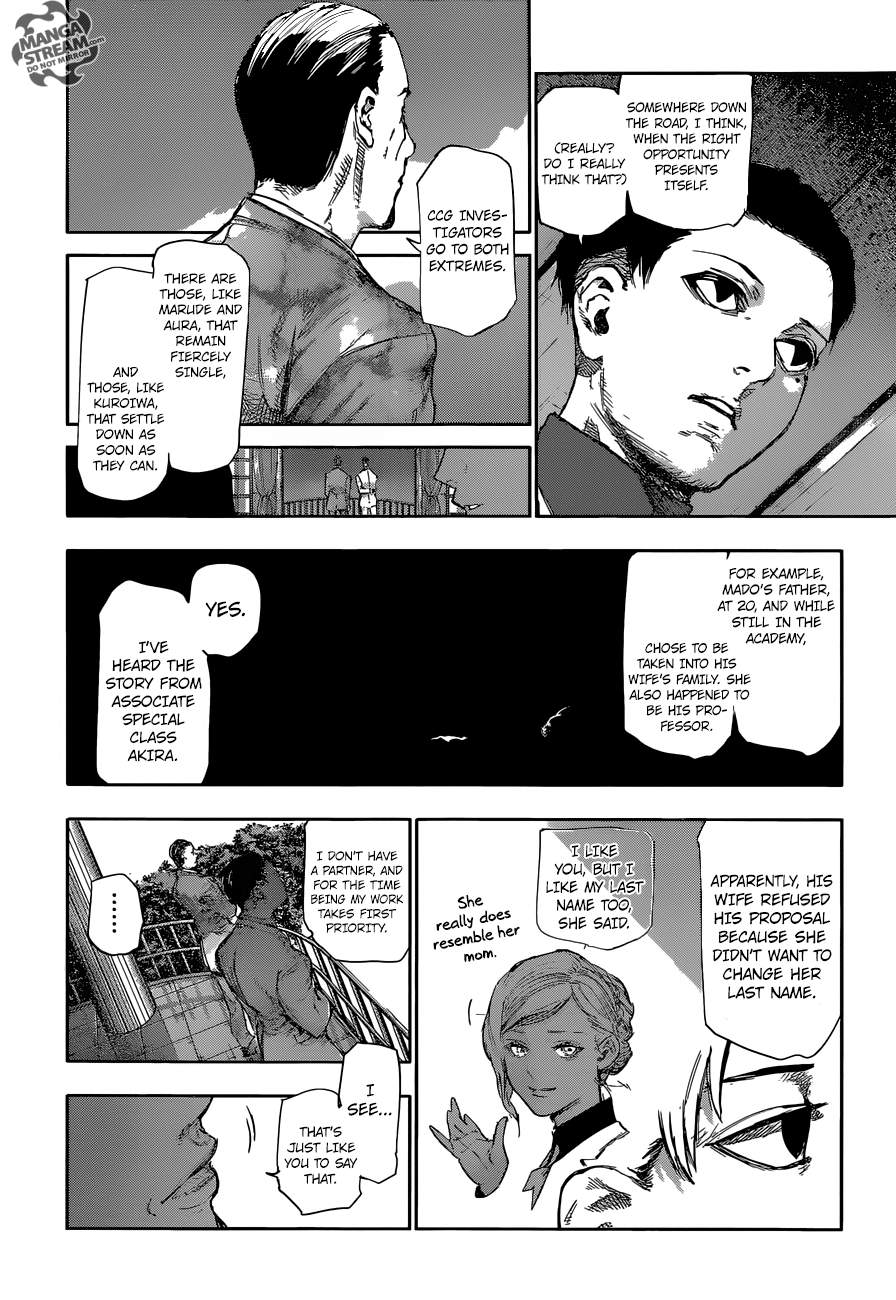 MANGA
STREAM.com
DO NOT MIRROR
SOMEWHERE DOWN
THE ROAD, I THINK,
WHEN THE RIGHT
OPPORTUNITY
PRESENTS
ITSELF.
(REALLY?
DO I REALLY
THINK THAT?)
CCG INVES-
TIGATORS
GO TO BOTH
EXTREMES.
THERE ARE
THOSE, LIKE
MARUDE AND
AURA, THAT
REMAIN
FIERCELY
SINGLE,
AND
THOSE, LIKE
KUROIWA,
THAT SETTLE
DOWN AS
SOON AS
THEY CAN.
FOR EXAMPLE,
MADO'S FATHER,
AT 20, AND WHILE
STILL IN THE
ACADEMY,
CHOSE TO BE
TAKEN INTO HIS
WIFE'S FAMILY. SHE
ALSO HAPPENED TO
BE HIS PRO-
FESSOR.
YES.
I'VE
HEARD THE
STORY FROM
ASSOCIATE
SPECIAL
CLASS
AKIRA.
APPARENTLY, HIS
WIFE REFUSED
HIS PROPOSAL
BECAUSE SHE
DIDN'T WANT TO
CHANGE HER
LAST NAME.
I LIKE
YOU, BUT I
LIKE MY LAST
NAME TOO,
SHE SAID.
She
really does
resemble her
mom.
I DON'T HAVE
A PARTNER, AND
FOR THE TIME
BEING MY WORK
TAKES FIRST
PRIORITY.
......
I
SEE...
THAT'S
JUST LIKE
YOU TO SAY
THAT.